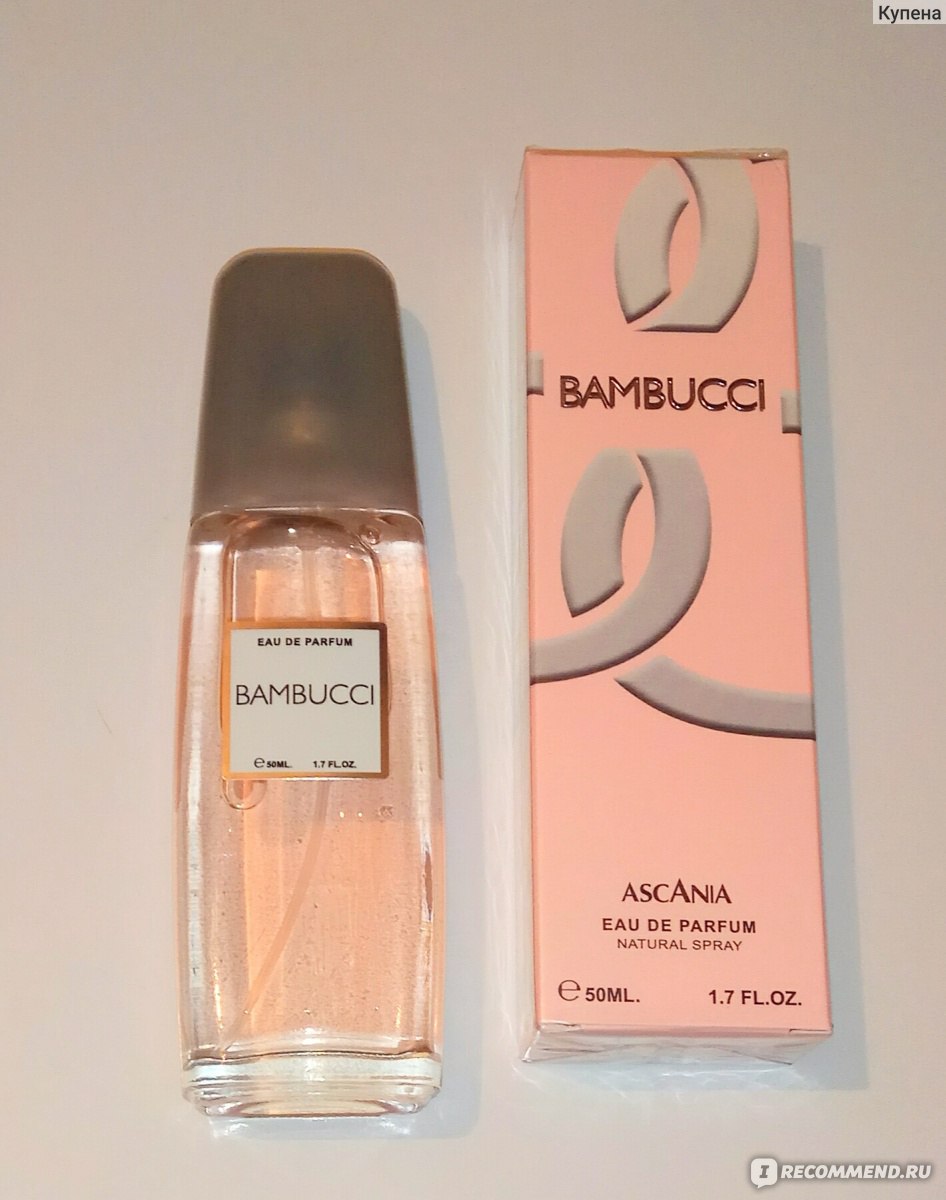 Купена
BAMBUCCI
EAU DE PARFUM
BAMBUCCI
℮ 50ML. 1.7 FL.OZ.
ASCANIA
EAU DE PARFUM
NATURAL SPRAY
℮ 50ML. 1.7 FL.OZ.
IRECOMMEND.RU